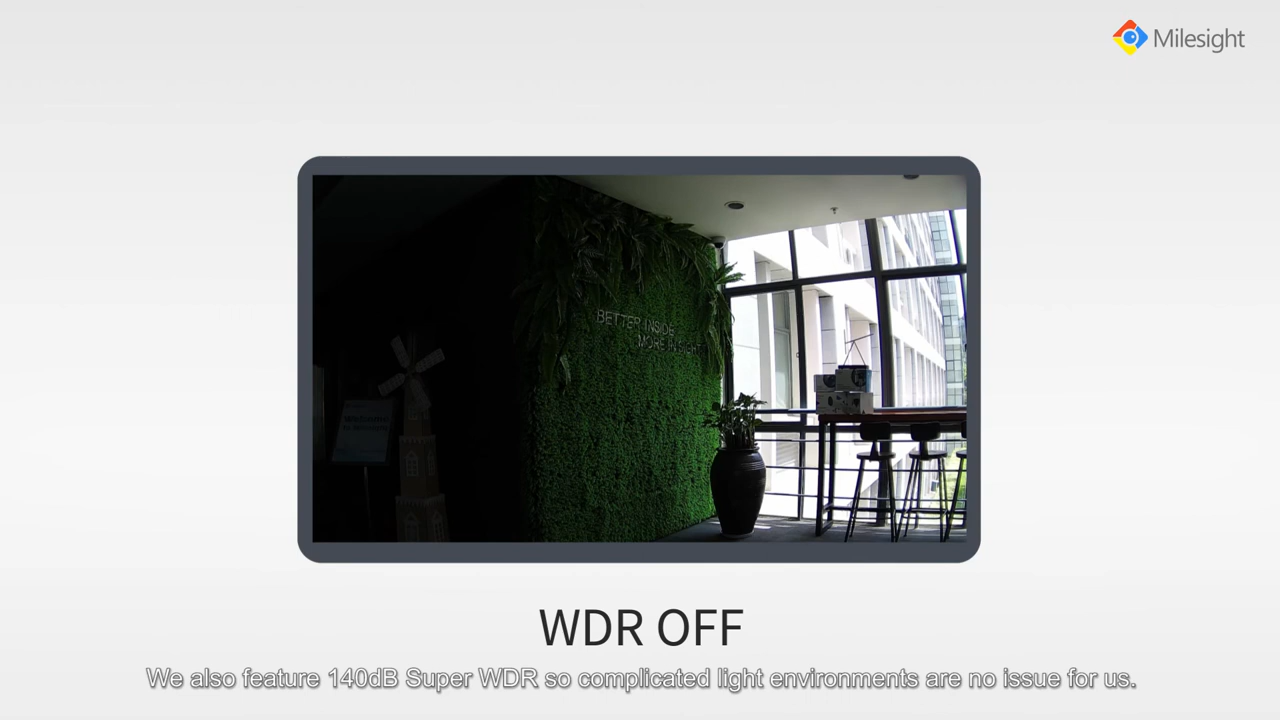 Milesight
BETTER INSIDE
MORE INSIGHT
WDR OFF
We also feature 140dB Super WDR so complicated light environments are no issue for us.